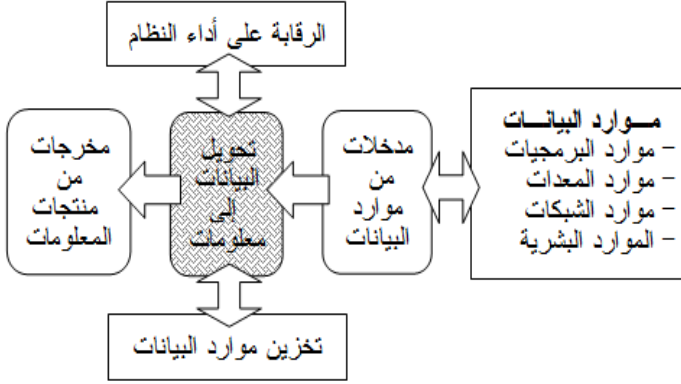 الرقابة على أداء النظام
مـــوارد البيانـــات
- موارد البرمجيات
- موارد المعدات
- موارد الشبكات
- الموارد البشرية
مدخلات
من
موارد
البيانات
تحويل
البيانات
إلى
معلومات
مخرجات
من
منتجات
المعلومات
تخزين موارد البيانات